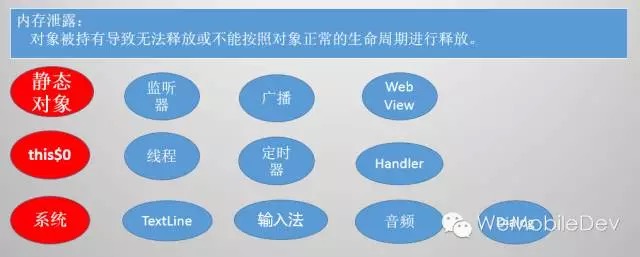 内存泄露：
对象被持有导致无法释放或不能按照对象正常的生命周期进行释放。
静态
对象
监听
器
广播
Web
View
this$0
线程
定时
器
Handler
系统
TextLine
输入法
音频
Dialog
WeMobileDev